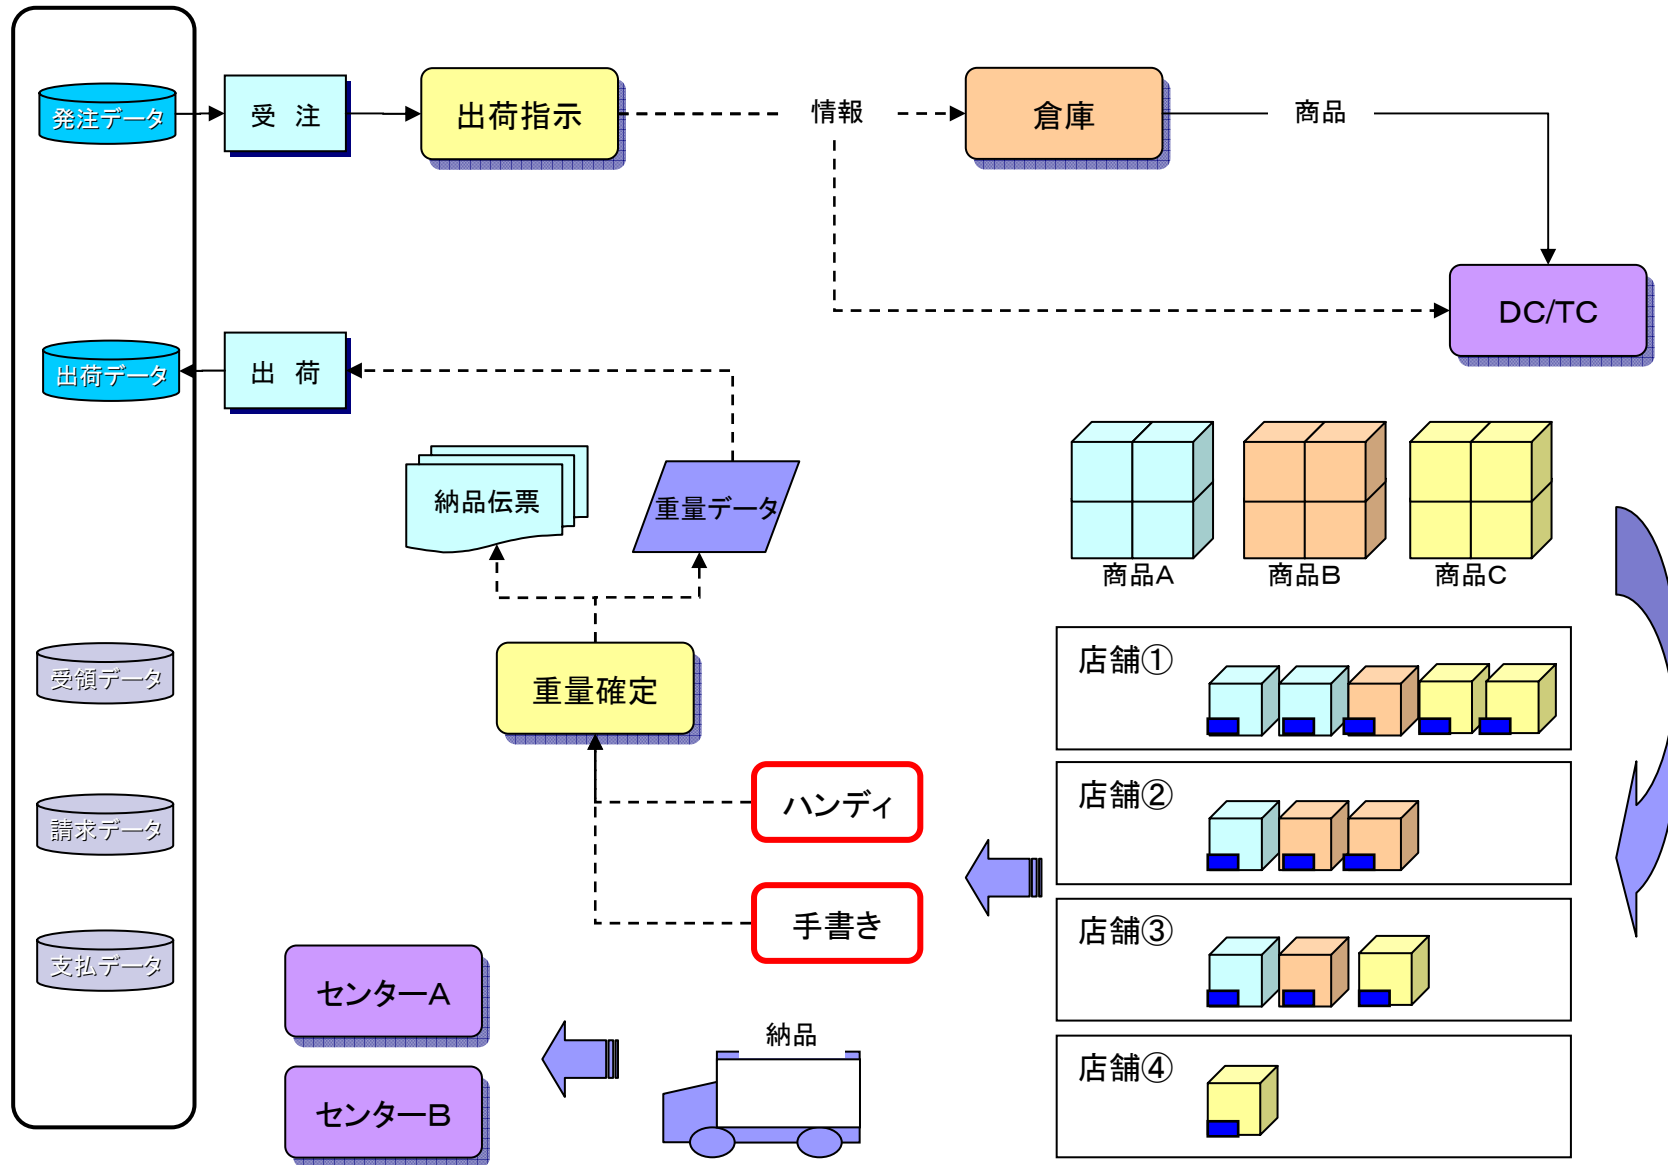 発注データ
受 注
出荷指示
情報
倉庫
商品
DC/TC
出荷データ
出 荷
納品伝票
重量データ
商品A
商品B
商品C
受領データ
重量確定
店舗①
請求データ
ハンディ
店舗②
支払データ
手書き
店舗③
センターA
納品
店舗④
センターB